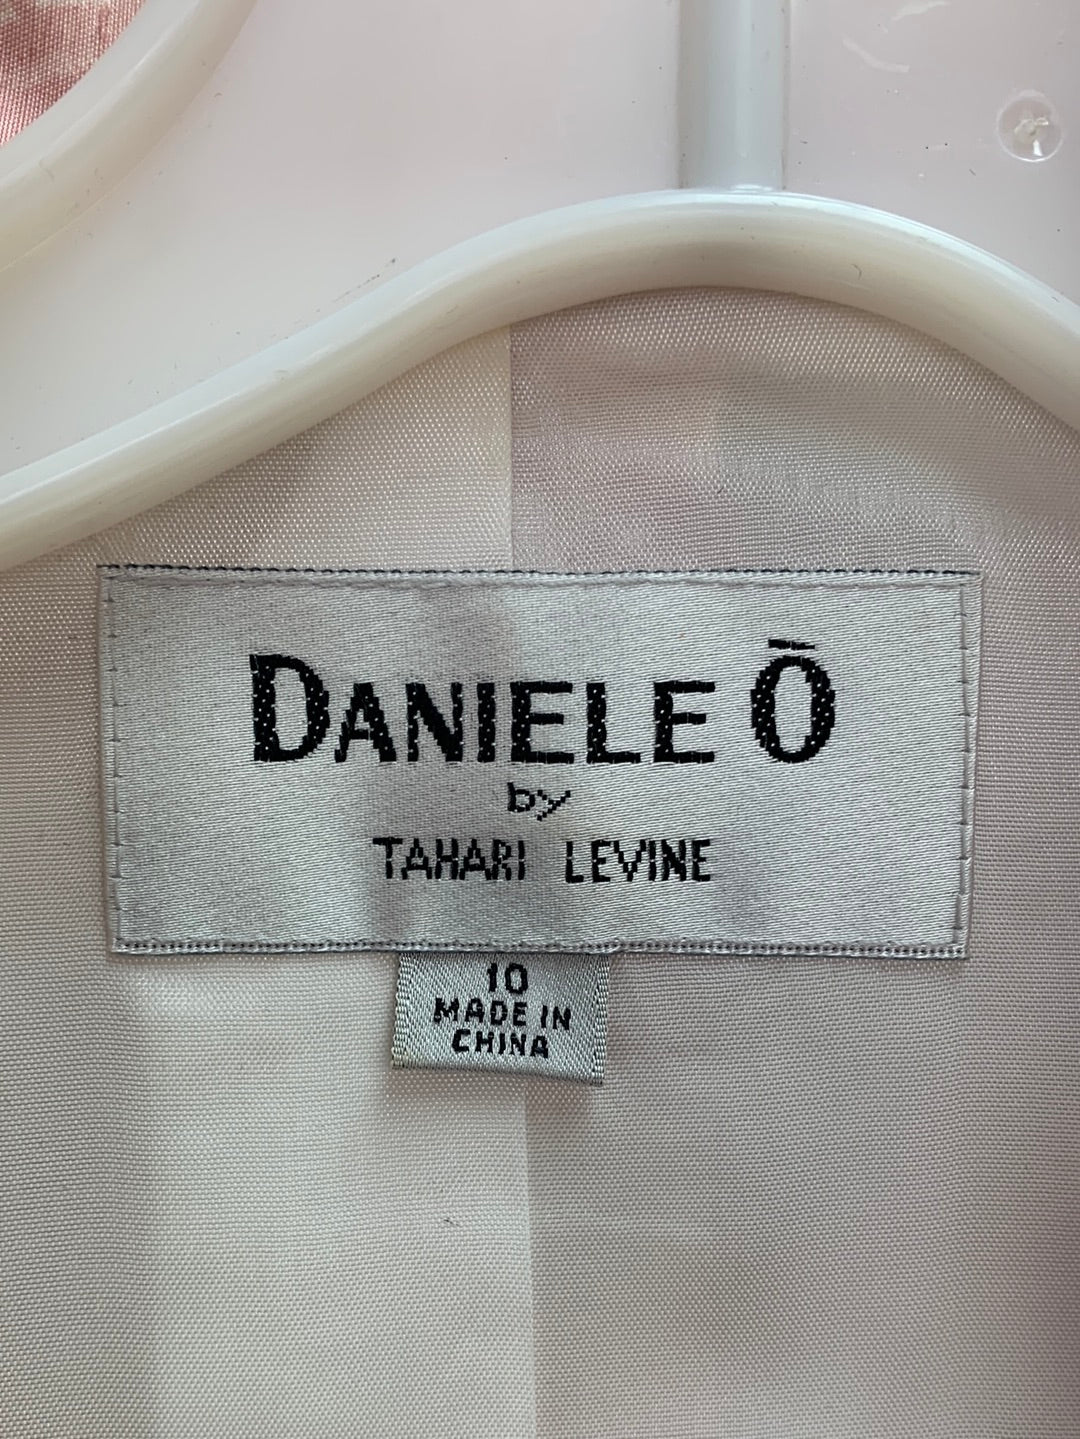 DANIELE Ō
by
TAHARI LEVINE
10
MADE IN
CHINA